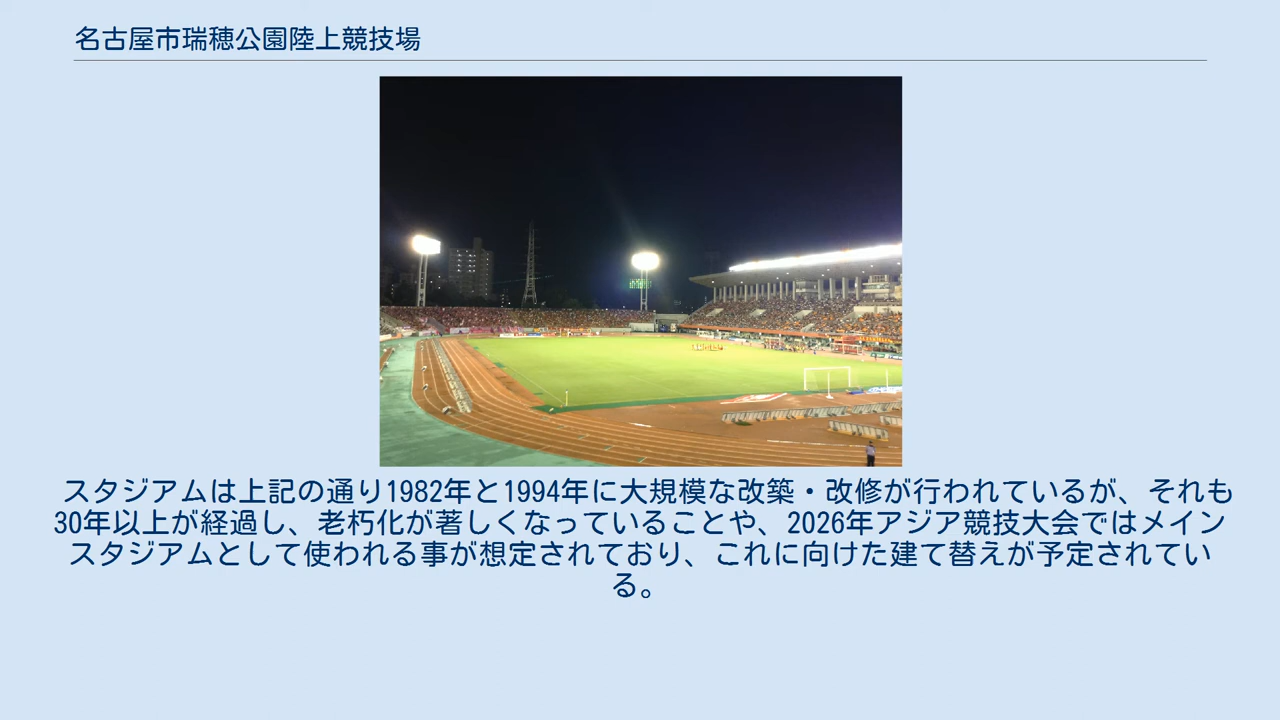 名古屋市瑞穂公園陸上競技場
スタジアムは上記の通り1982年と1994年に大規模な改築・改修が行われているが、それも
30年以上が経過し、老朽化が著しくなっていることや、2026年アジア競技大会ではメイン
スタジアムとして使われる事が想定されており、これに向けた建て替えが予定されてい
る。